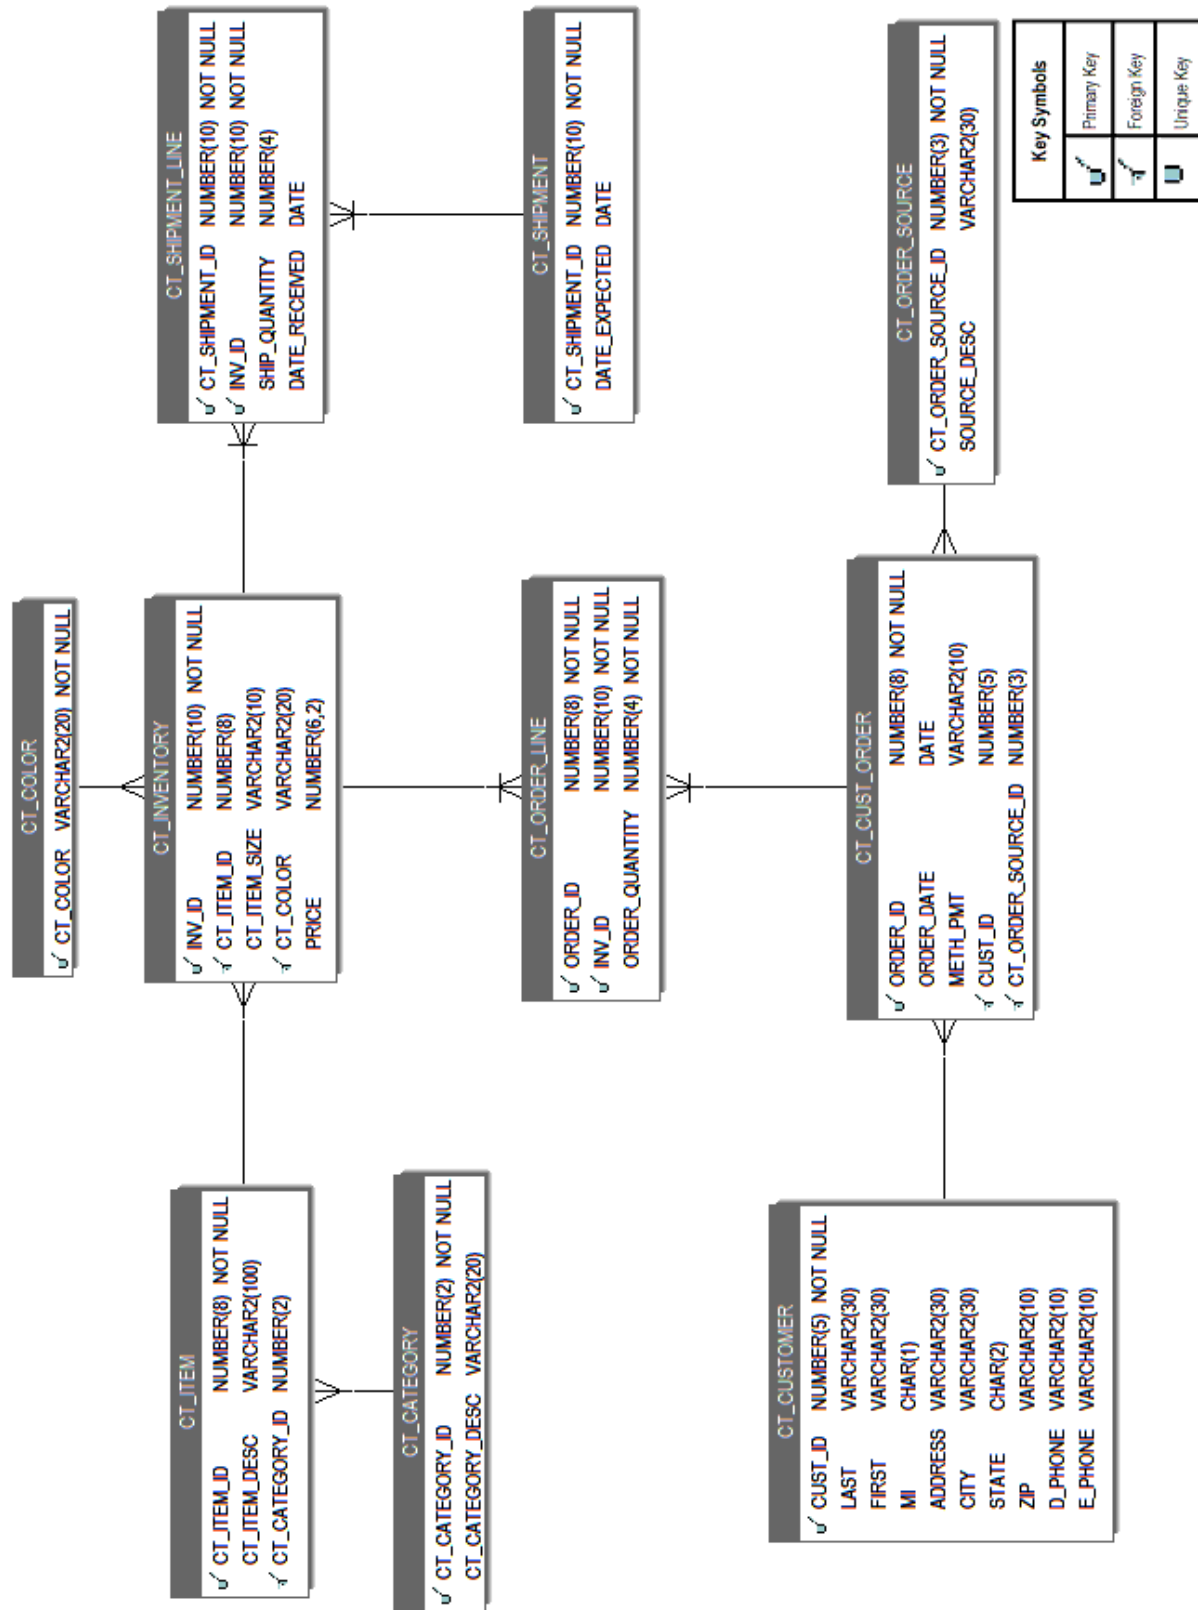 CT_COLOR
CT_COLOR VARCHAR2(20) NOT NULL
CT_ITEM
CT_ITEM_ID NUMBER(8) NOT NULL
CT_ITEM_DESC VARCHAR2(100)
CT_CATEGORY_ID NUMBER(2)
CT_INVENTORY
INV_ID NUMBER(10) NOT NULL
CT_ITEM_ID NUMBER(8)
CT_ITEM_SIZE VARCHAR2(10)
CT_COLOR VARCHAR2(20)
PRICE NUMBER(6,2)
CT_SHIPMENT_LINE
CT_SHIPMENT_ID NUMBER(10) NOT NULL
INV_ID NUMBER(10) NOT NULL
SHIP_QUANTITY NUMBER(4)
DATE_RECEIVED DATE
CT_CATEGORY
CT_CATEGORY_ID NUMBER(2) NOT NULL
CT_CATEGORY_DESC VARCHAR2(20)
CT_ORDER_LINE
ORDER_ID NUMBER(8) NOT NULL
INV_ID NUMBER(10) NOT NULL
ORDER_QUANTITY NUMBER(4) NOT NULL
CT_SHIPMENT
CT_SHIPMENT_ID NUMBER(10) NOT NULL
DATE_EXPECTED DATE
CT_CUSTOMER
CUST_ID NUMBER(5) NOT NULL
LAST VARCHAR2(30)
FIRST VARCHAR2(30)
MI CHAR(1)
ADDRESS VARCHAR2(30)
CITY VARCHAR2(30)
STATE CHAR(2)
ZIP VARCHAR2(10)
D_PHONE VARCHAR2(10)
E_PHONE VARCHAR2(10)
CT_CUST_ORDER
ORDER_ID NUMBER(8) NOT NULL
ORDER_DATE DATE
METH_PMT VARCHAR2(10)
CUST_ID NUMBER(5)
CT_ORDER_SOURCE_ID NUMBER(3)
CT_ORDER_SOURCE
CT_ORDER_SOURCE_ID NUMBER(3) NOT NULL
SOURCE_DESC VARCHAR2(30)
Key Symbols
Primary Key
Foreign Key
Unique Key